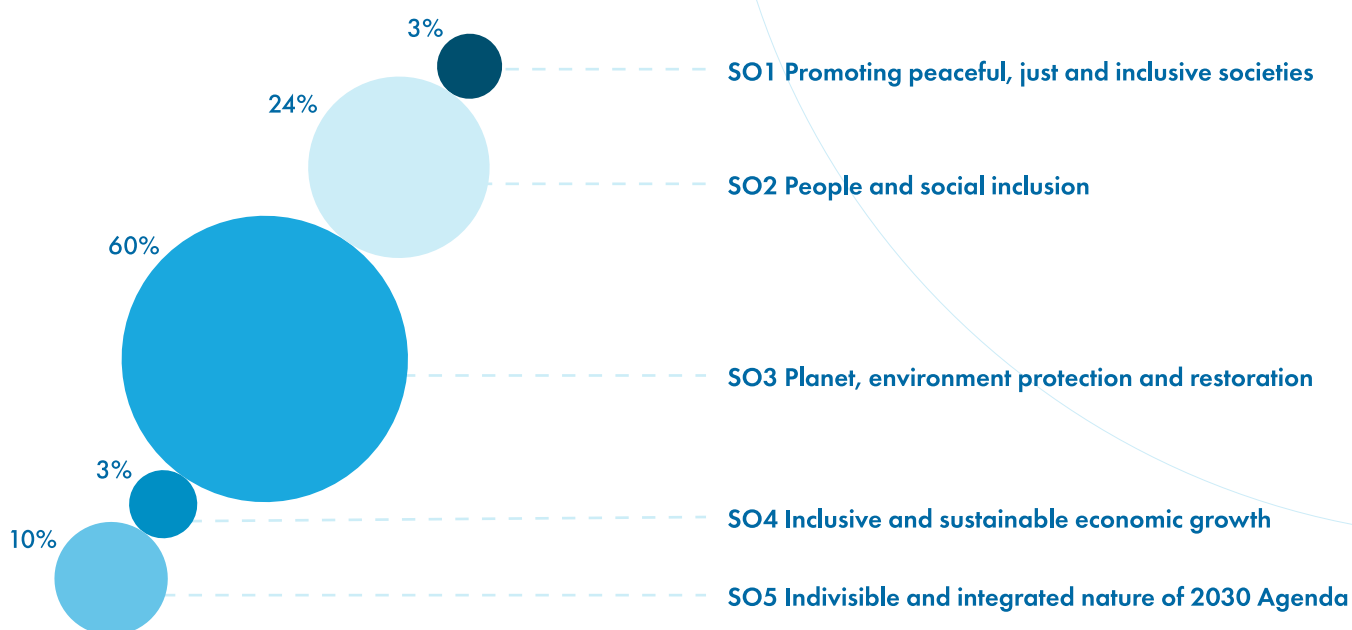 3%
SO1 Promoting peaceful, just and inclusive societies
24%
SO2 People and social inclusion
60%
SO3 Planet, environment protection and restoration
3%
SO4 Inclusive and sustainable economic growth
10%
SO5 Indivisible and integrated nature of 2030 Agenda